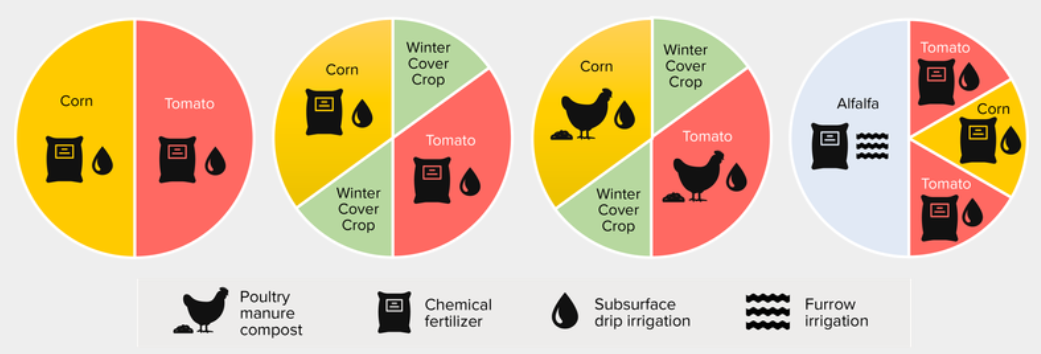 Corn
Tomato
Corn
Winter
Cover
Crop
Tomato
Winter
Cover
Crop
Corn
Winter
Cover
Crop
Tomato
Winter
Cover
Crop
Alfalfa
Tomato
Corn
Tomato
Poultry
manure
compost
Chemical
fertilizer
Subsurface
drip irrigation
Furrow
irrigation